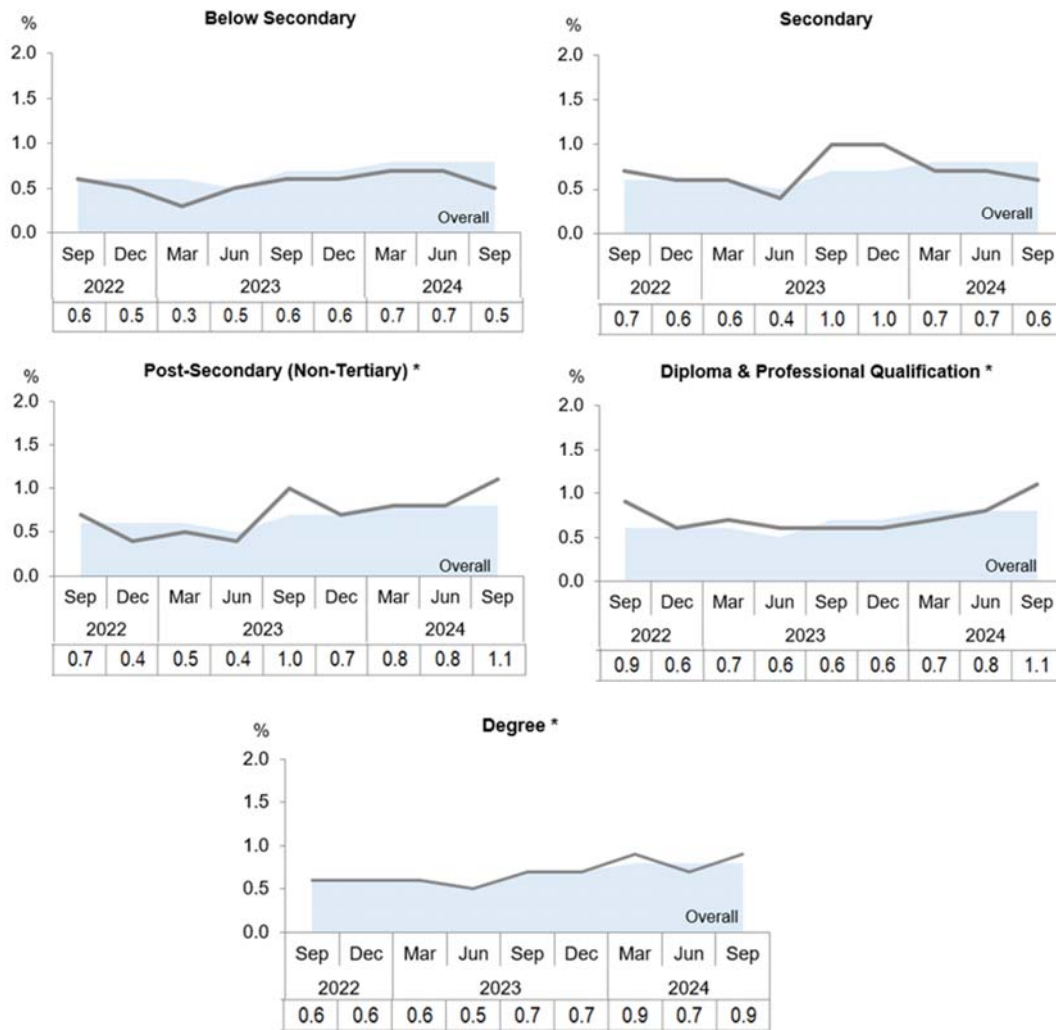 Below Secondary
%
2.0
1.5
1.0
0.5
0.0
Overall
Sep Dec Mar Jun Sep Dec Mar Jun Sep
2022 2023 2024
0.6 0.5 0.3 0.5 0.6 0.6 0.7 0.7 0.5
Secondary
%
2.0
1.5
1.0
0.5
0.0
Overall
Sep Dec Mar Jun Sep Dec Mar Jun Sep
2022 2023 2024
0.7 0.6 0.6 0.4 1.0 1.0 0.7 0.7 0.6
Post-Secondary (Non-Tertiary) *
%
2.0
1.5
1.0
0.5
0.0
Overall
Sep Dec Mar Jun Sep Dec Mar Jun Sep
2022 2023 2024
0.7 0.4 0.5 0.4 1.0 0.7 0.8 0.8 1.1
Diploma & Professional Qualification *
%
2.0
1.5
1.0
0.5
0.0
Overall
Sep Dec Mar Jun Sep Dec Mar Jun Sep
2022 2023 2024
0.9 0.6 0.7 0.6 0.6 0.6 0.7 0.8 1.1
Degree *
%
2.0
1.5
1.0
0.5
0.0
Overall
Sep Dec Mar Jun Sep Dec Mar Jun Sep
2022 2023 2024
0.6 0.6 0.6 0.5 0.7 0.7 0.9 0.7 0.9